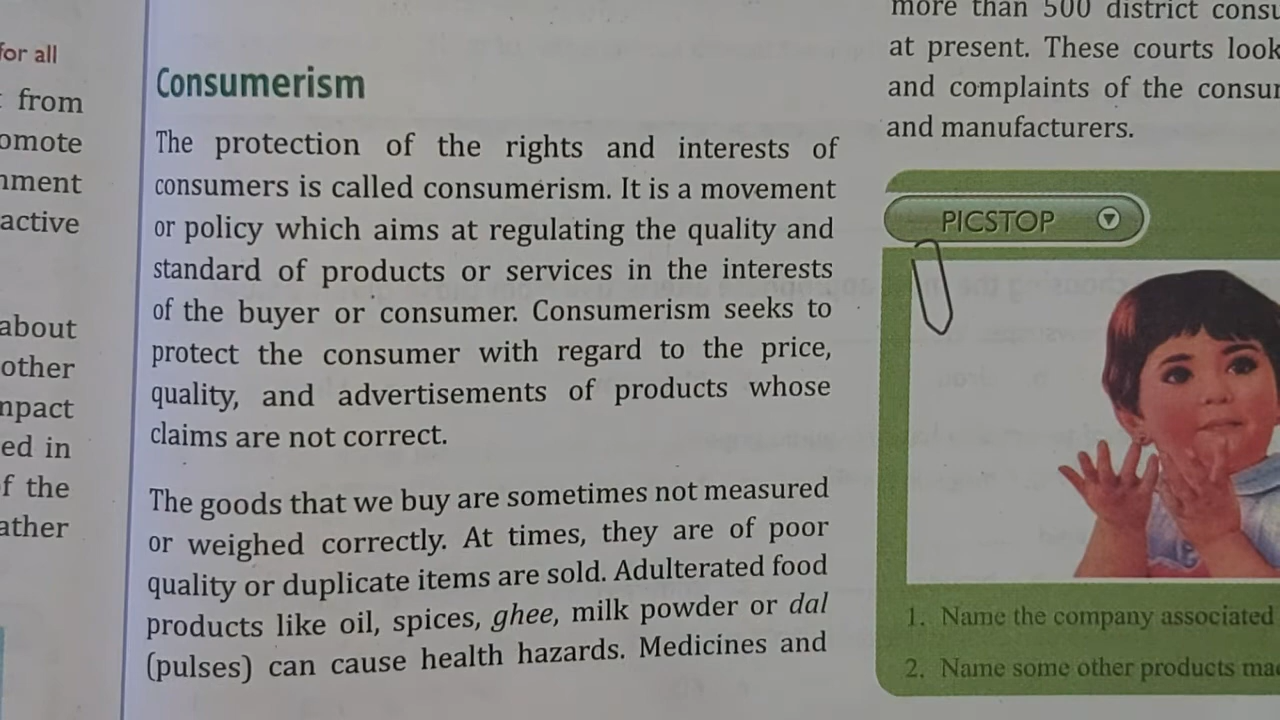 for all
from
active
about
other
ed in
f the
Consumerism
The protection of the rights and interests of
consumers is called consumerism. It is a movement
or policy which aims at regulating the quality and
standard of products or services in the interests
of the buyer or consumer. Consumerism seeks to
protect the consumer with regard to the price,
quality, and advertisements of products whose
claims are not correct.
The goods that we buy are sometimes not measured
or weighed correctly. At times, they are of poor
quality or duplicate items are sold. Adulterated food
products like oil, spices, ghee, milk powder or dal
(pulses) can cause health hazards. Medicines and
more than 500 district
at present. These courts look
and complaints of the
and manufacturers.
PICSTOP
1. Name the company associated
2. Name some other products